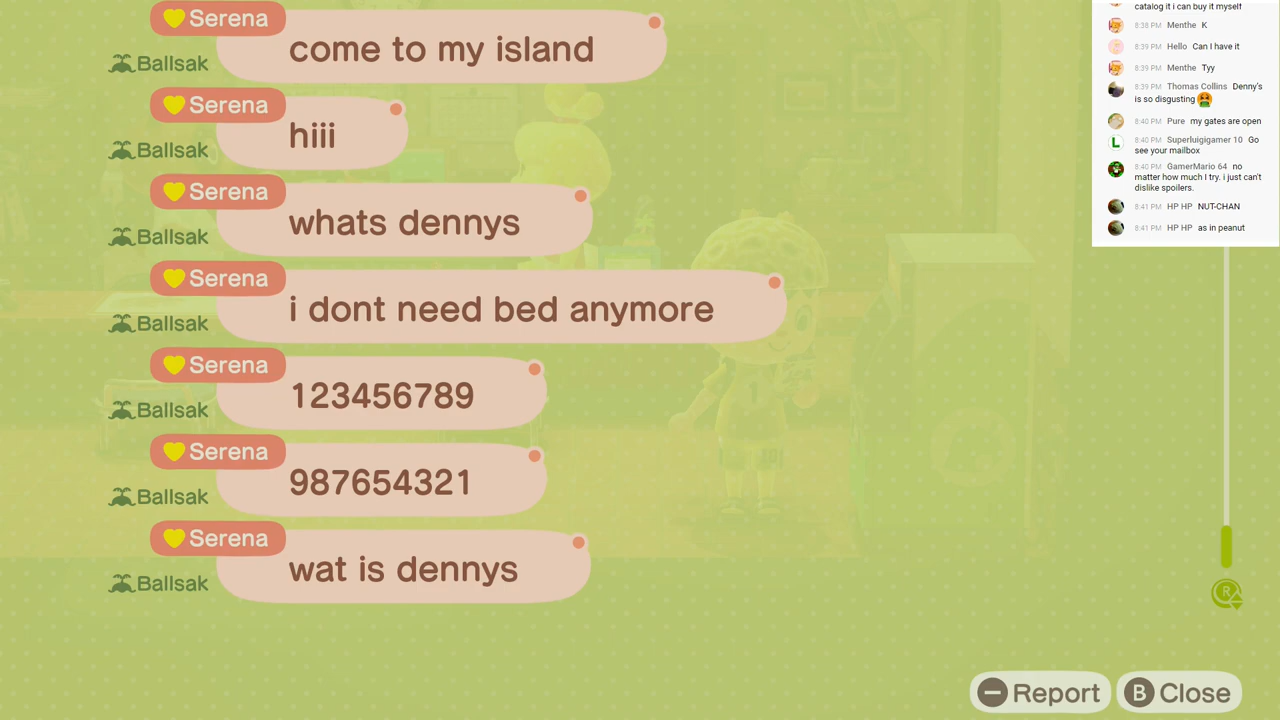 Serena
come to my island
Ballsak
Serena
hiii
Ballsak
Serena
whats dennys
Ballsak
Serena
i dont need bed anymore
Ballsak
Serena
123456789
Ballsak
Serena
987654321
Ballsak
Serena
wat is dennys
Ballsak
catalog it i can buy it myself
8:38 PM Menthe K
8:39 PM Hello Can I have it
8:39 PM Menthe Tyy
8:39 PM Thomas Collins Denny's
is so disgusting
8:40 PM Pure my gates are open
L
8:40 PM Superluigigamer 10 Go
see your mailbox
8:40 PM GamerMario 64 no
matter how much I try. i just can't
dislike spoilers.
8:41 PM HP HP NUT-CHAN
8:41 PM HP HP as in peanut
R
Report
B Close